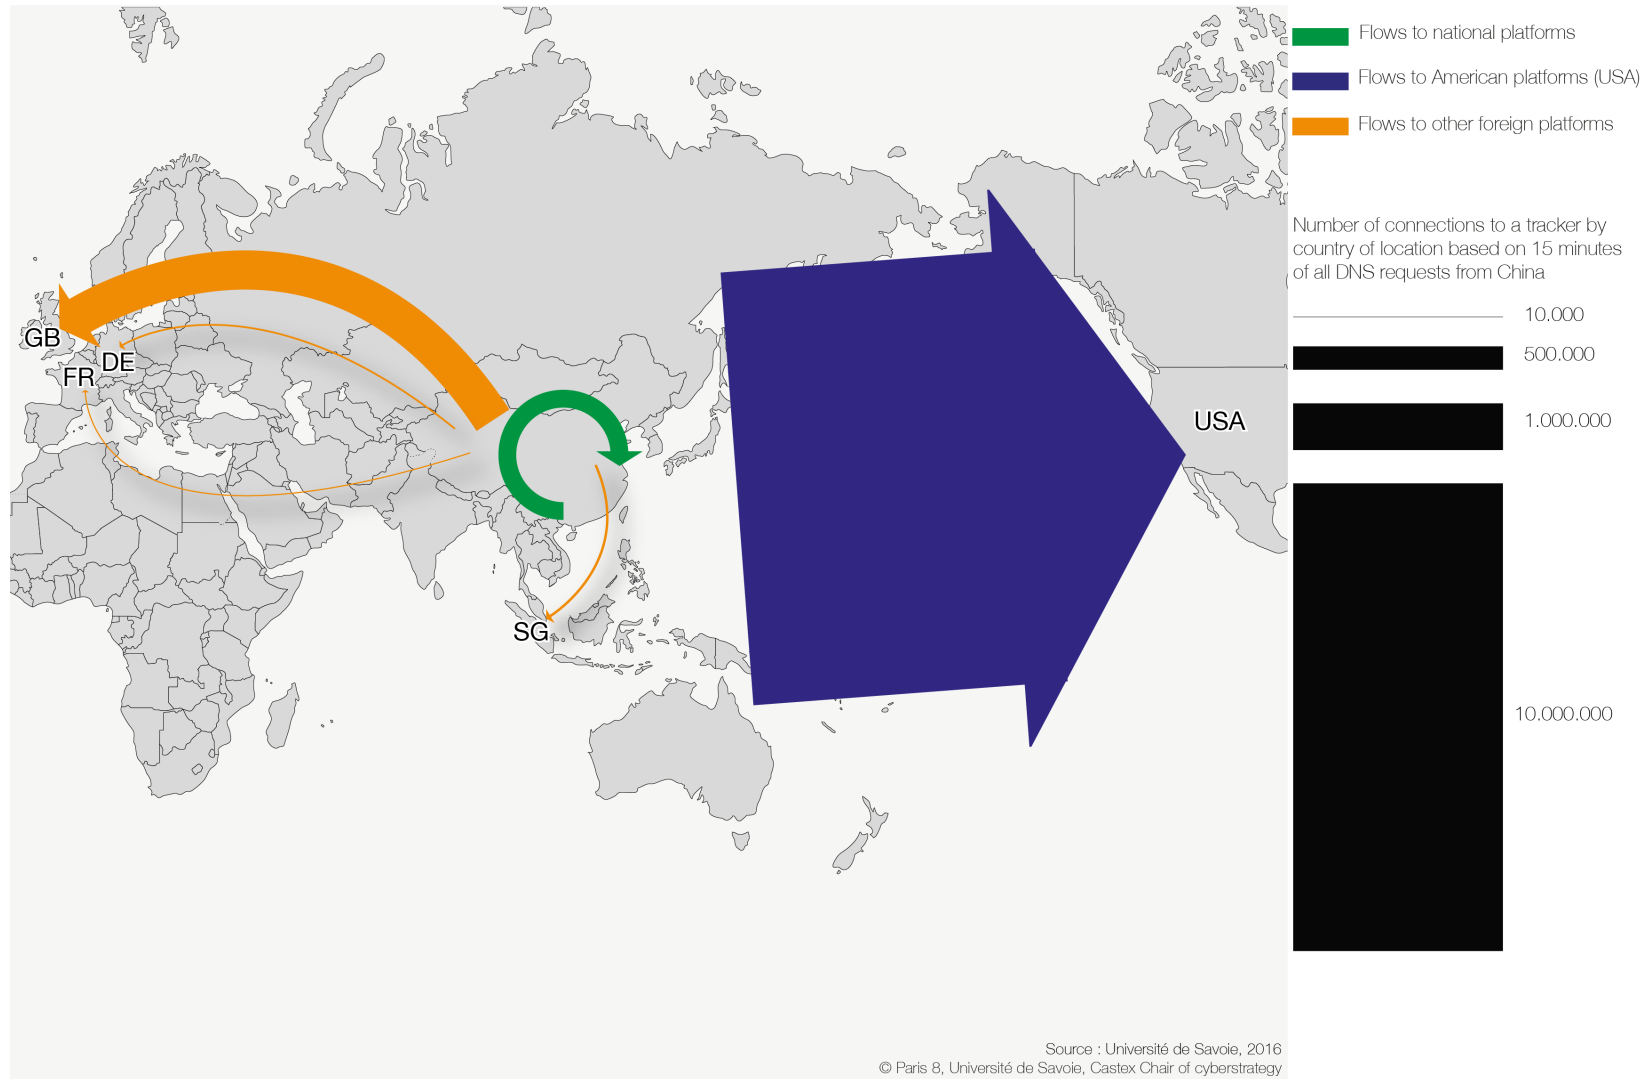 Flows to national platforms
Flows to American platforms (USA)
Flows to other foreign platforms
Number of connections to a tracker by
country of location based on 15 minutes
of all DNS requests from China
10.000
500.000
1.000.000
10.000.000
GB
DE
FR
USA
SG
Source : Université de Savoie, 2016
© Paris 8, Université de Savoie, Castex Chair of cyberstrategy